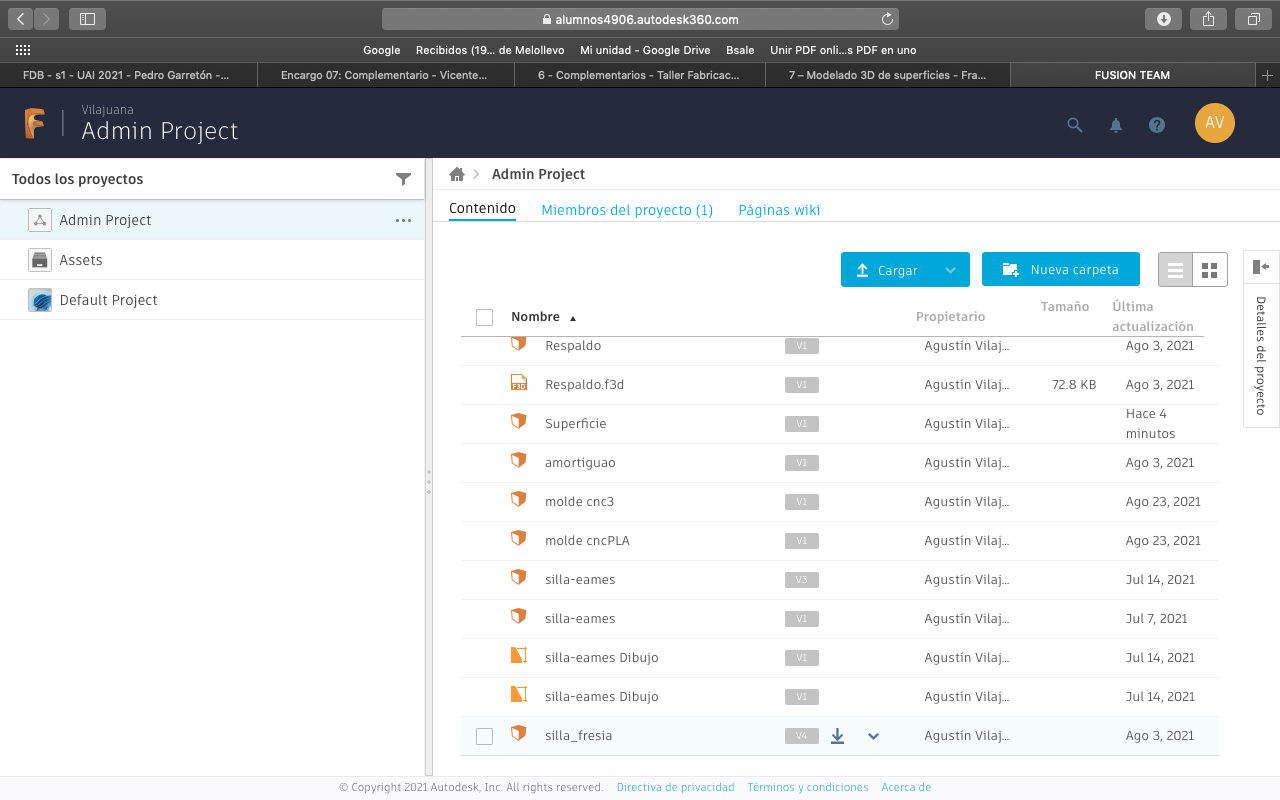 alumnos4906.autodesk360.com
Google Recibidos (19... de Melollevo Mi unidad - Google Drive Bsale Unir PDF onli...s PDF en uno
FDB - s1 - UAI 2021 - Pedro Garretón -... Encargo 07: Complementario - Vicente... 6 - Complementarios - Taller Fabricac... 7 – Modelado 3D de superficies - Fra... FUSION TEAM
Vilajuana
Admin Project
AV
Todos los proyectos
Admin Project
Assets
Default Project
Admin Project
Contenido Miembros del proyecto (1) Páginas wiki
Cargar Nueva carpeta
Detalles del proyecto
Nombre Propietario Tamaño Última
actualización
Respaldo V1 Agustín Vilaj... Ago 3, 2021
F3D Respaldo.f3d V1 Agustín Vilaj... 72.8 KB Ago 3, 2021
Superficie V1 Agustín Vilaj... Hace 4
minutos
amortiguao V1 Agustín Vilaj... Ago 3, 2021
molde cnc3 V1 Agustín Vilaj... Ago 23, 2021
molde cncPLA V1 Agustín Vilaj... Ago 23, 2021
silla-eames V3 Agustín Vilaj... Jul 14, 2021
silla-eames V1 Agustín Vilaj... Jul 7, 2021
silla-eames Dibujo V1 Agustín Vilaj... Jul 14, 2021
silla-eames Dibujo V1 Agustín Vilaj... Jul 14, 2021
silla_fresia V4 Agustín Vilaj... Ago 3, 2021
© Copyright 2021 Autodesk, Inc. All rights reserved. Directiva de privacidad Términos y condiciones Acerca de